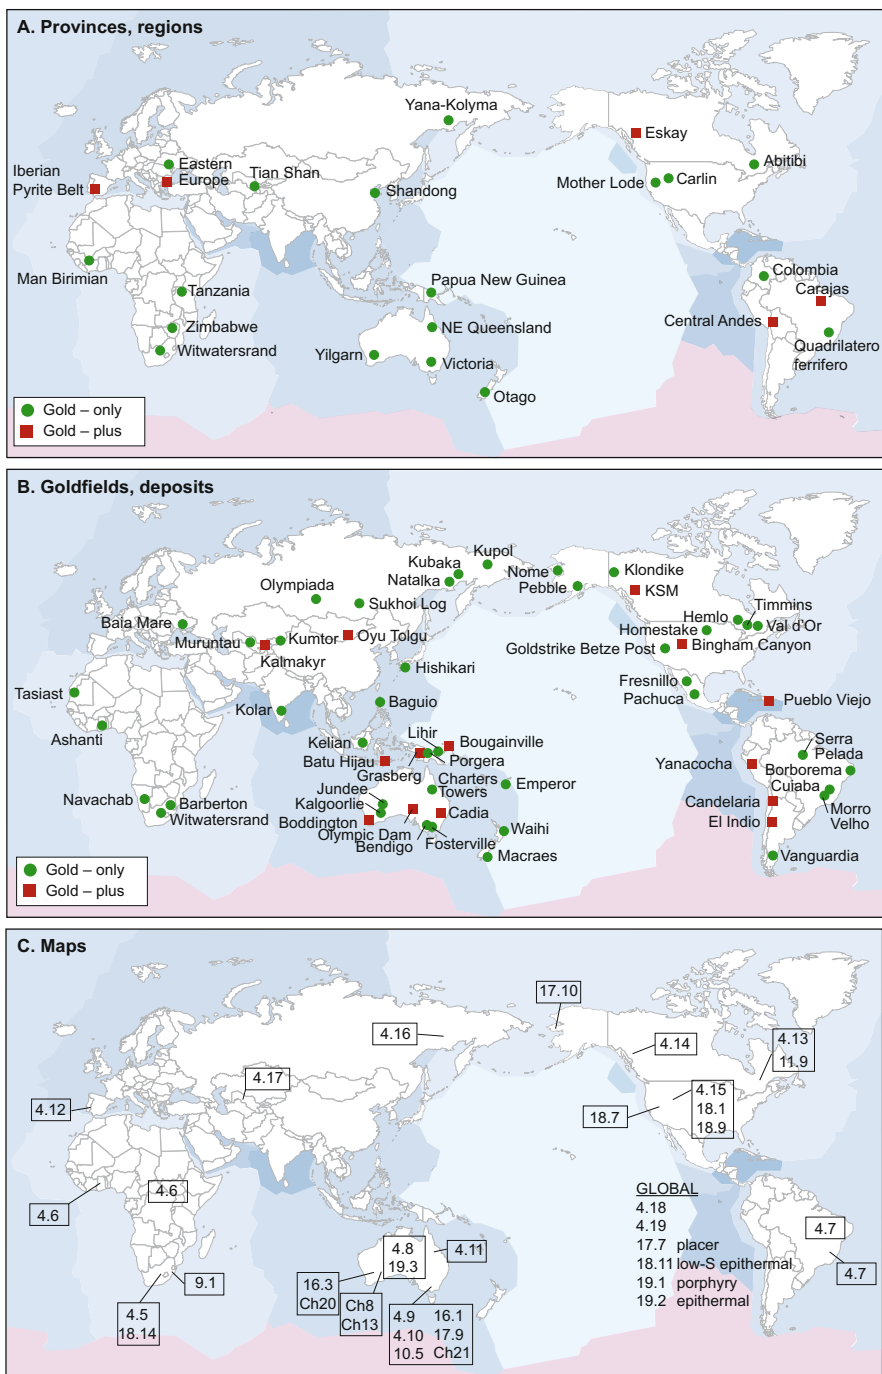 A. Provinces, regions
Yana-Kolyma
Eskay
Abitibi
Iberian
Pyrite Belt
Eastern
Europe
Tian Shan
Shandong
Mother Lode
Carlin
Man Birimian
Tanzania
Papua New Guinea
Colombia
Carajas
Zimbabwe
NE Queensland
Central Andes
Witwatersrand
Yilgarn
Victoria
Quadrilatero
ferrifero
Otago
Gold – only
Gold – plus
B. Goldfields, deposits
Kupol
Kubaka
Natalka
Nome
Pebble
Klondike
KSM
Olympiada
Sukhoi Log
Timmins
Hemlo
Val d'Or
Baia Mare
Muruntau
Kumtor
Oyu Tolgu
Homestake
Kalmakyr
Goldstrike Betze Post
Bingham Canyon
Hishikari
Fresnillo
Pachuca
Tasiast
Kolar
Baguio
Pueblo Viejo
Ashanti
Kelian
Lihir
Bougainville
Batu Hijau
Porgera
Grasberg
Serra
Pelada
Yanacocha
Borborema
Cuiaba
Charters
Towers
Emperor
Navachab
Barberton
Witwatersrand
Jundee
Kalgoorlie
Boddington
Cadia
Candelaria
Morro
Velho
El Indio
Olympic Dam
Bendigo
Fosterville
Waihi
Macraes
Vanguardia
Gold – only
Gold – plus
C. Maps
17.10
4.16
4.14
4.13
11.9
4.17
4.12
18.7
4.15
18.1
18.9
4.6
4.6
GLOBAL
4.18
4.19
17.7 placer
18.11 low-S epithermal
19.1 porphyry
19.2 epithermal
4.7
4.7
4.8
19.3
4.11
9.1
16.3
Ch20
4.5
18.14
Ch8
Ch13
4.9 16.1
4.10 17.9
10.5 Ch21